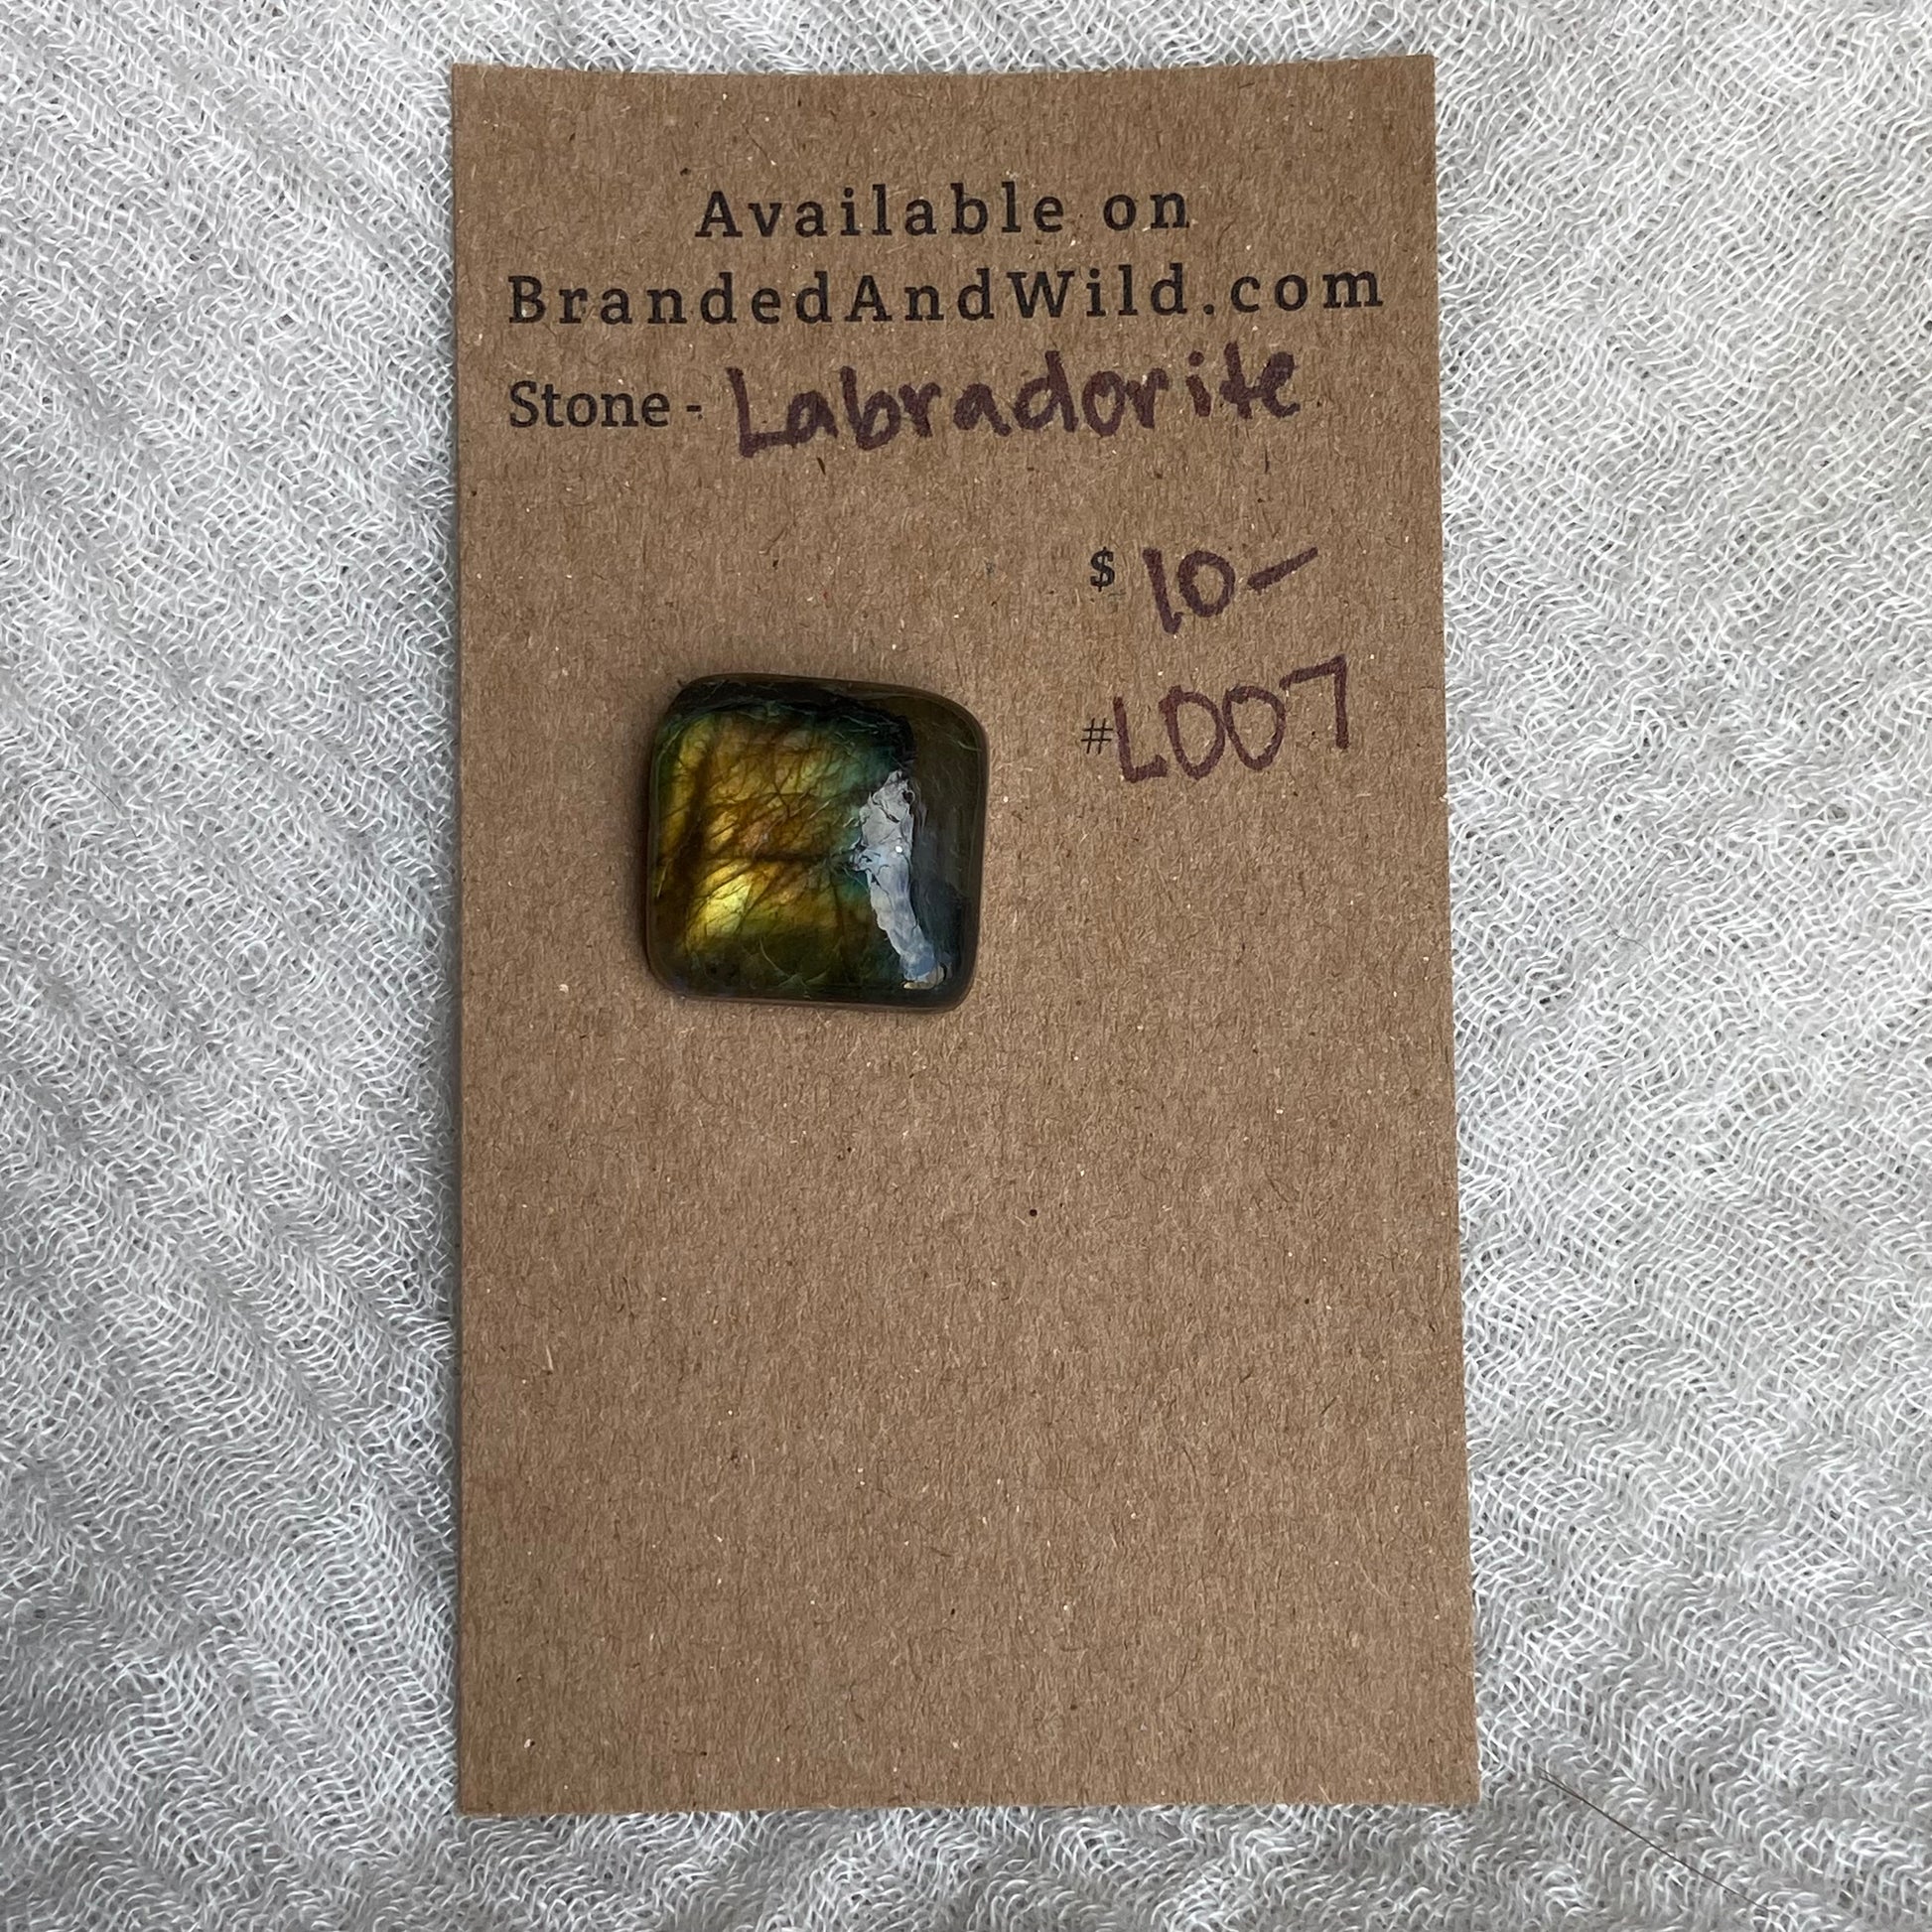 Available on
BrandedAndWild.com
Stone - Labradorite
$ 10-
#L007